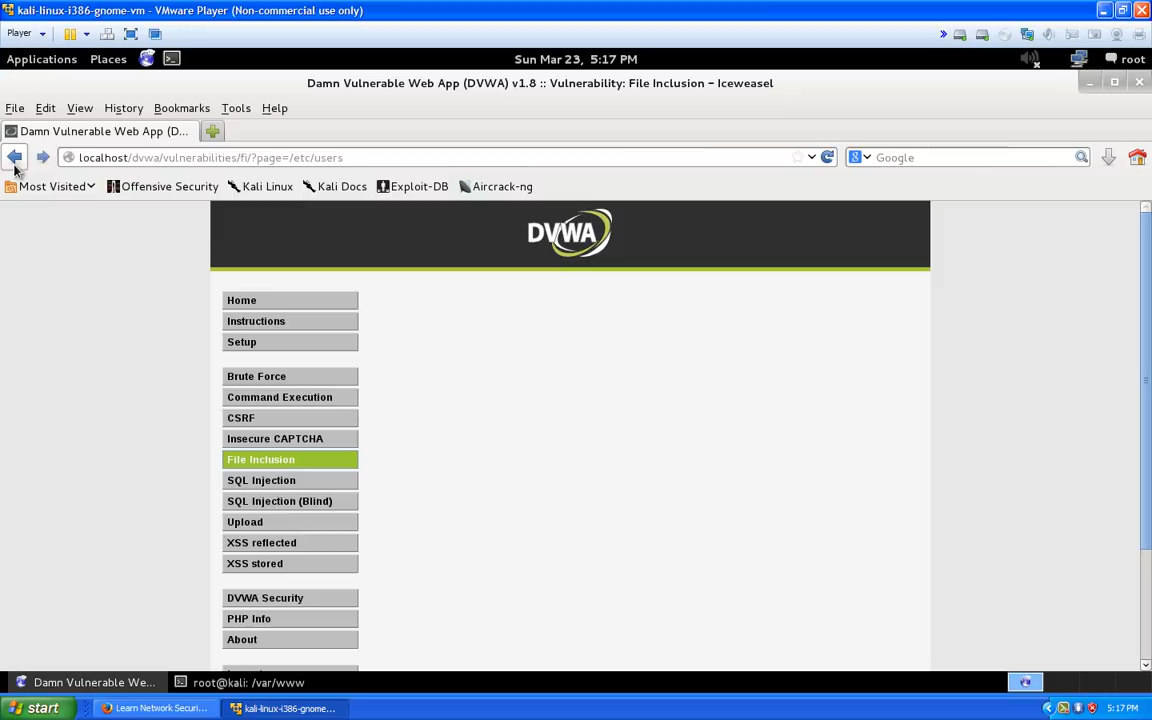 kali-linux-i386-gnome-vm - VMware Player (Non-commercial use only)
Player
Applications Places Sun Mar 23, 5:17 PM root
Damn Vulnerable Web App (DVWA) v1.8 :: Vulnerability: File Inclusion - Iceweasel
File Edit View History Bookmarks Tools Help
Damn Vulnerable Web App (D...
localhost/dvwa/vulnerabilities/fi/?page=/etc/users Google
Most Visited Offensive Security Kali Linux Kali Docs Exploit-DB Aircrack-ng
DVWA
Home
Instructions
Setup
Brute Force
Command Execution
CSRF
Insecure CAPTCHA
File Inclusion
SQL Injection
SQL Injection (Blind)
Upload
XSS reflected
XSS stored
DVWA Security
PHP Info
About
Damn Vulnerable We... root@kali: /var/www
start Learn Network Securi... kali-linux-i386-gnome... 5:17 PM